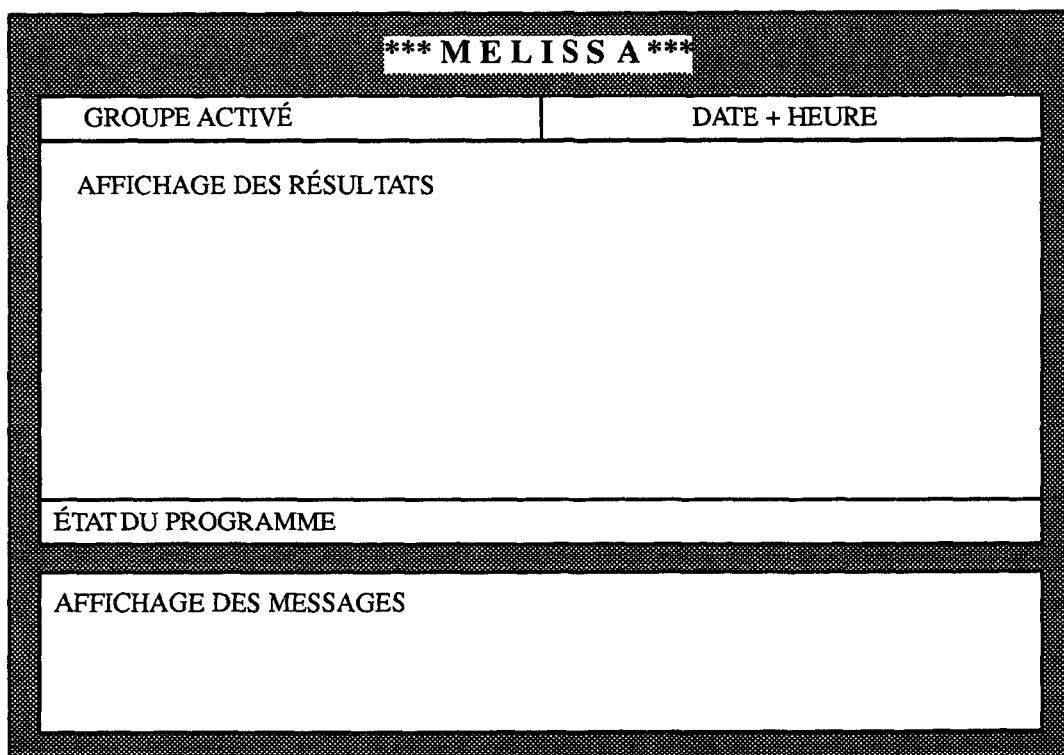 ***MELISSA***
GROUPE ACTIVÉ DATE + HEURE
AFFICHAGE DES RÉSULTATS
ÉTAT DU PROGRAMME
AFFICHAGE DES MESSAGES